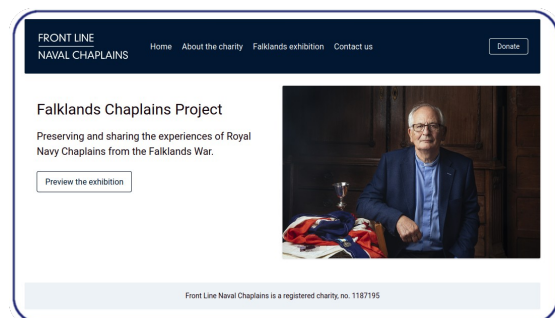 FRONT LINE
NAVAL CHAPLAINS
Home About the charity Falklands exhibition Contact us
Donate
Falklands Chaplains Project
Preserving and sharing the experiences of Royal
Navy Chaplains from the Falklands War.
Preview the exhibition
Front Line Naval Chaplains is a registered charity, no. 1187195